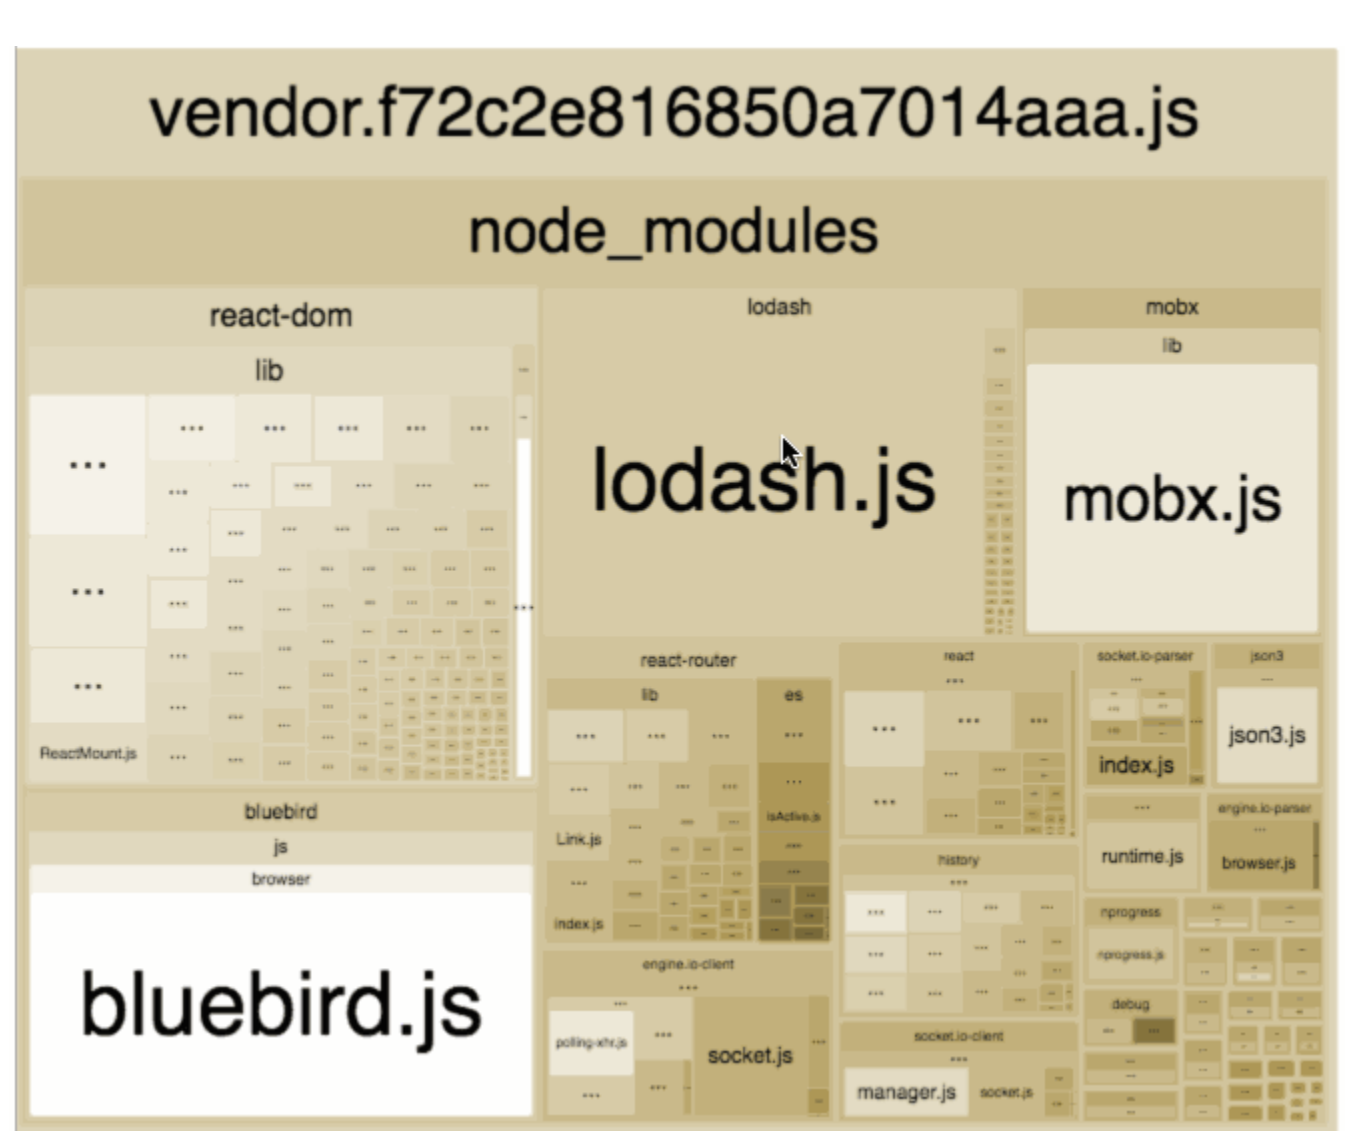 vendor.f72c2e816850a7014aaa.js
node_modules
react-dom
lib
...
...
...
ReactMount.js
lodash
lodash.js
mobx
lib
mobx.js
bluebird
js
browser
bluebird.js
react-router
lib
es
isActive.js
Link.js
index.js
engine.io-client
...
polling-xhr.js
socket.js
react
...
history
...
socket.io-client
...
manager.js
socket.js
socket.io-parser
...
index.js
json3
json3.js
...
runtime.js
engine.io-parser
...
browser.js
nprogress
nprogress.js
debug